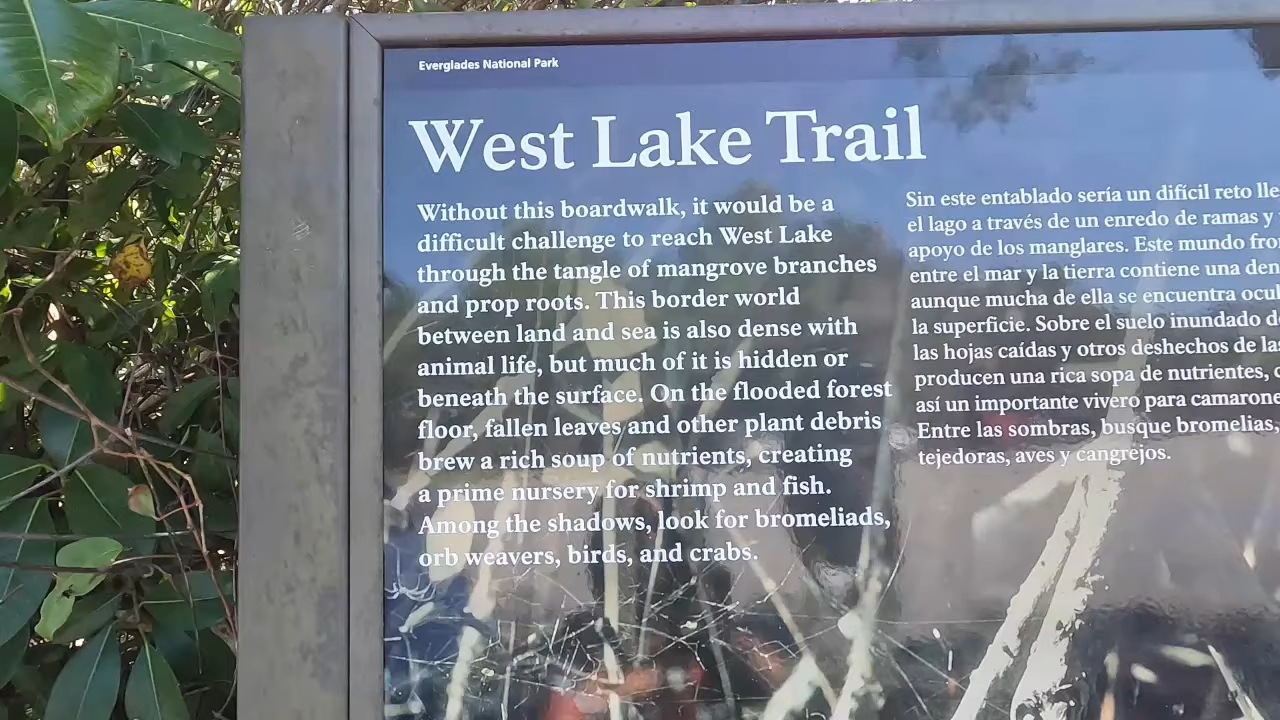 Everglades National Park
West Lake Trail
Without this boardwalk, it would be a
difficult challenge to reach West Lake
through the tangle of mangrove branches
and prop roots. This border world
between land and sea is also dense with
animal life, but much of it is hidden or
beneath the surface. On the flooded forest
floor, fallen leaves and other plant debris
brew a rich soup of nutrients, creating
a prime nursery for shrimp and fish.
Among the shadows, look for bromeliads,
orb weavers, birds, and crabs.
Sin este entablado sería un difícil reto
el lago a través de un enredo de ramas y
apoyo de los manglares. Este mundo
entre el mar y la tierra contiene una
aunque mucha de ella se encuentra
la superficie. Sobre el suelo inundado
las hojas caídas y otros deshechos de
producen una rica sopa de nutrientes,
así un importante vivero para
Entre las sombras, busque bromelias,
tejedoras, aves y cangrejos.